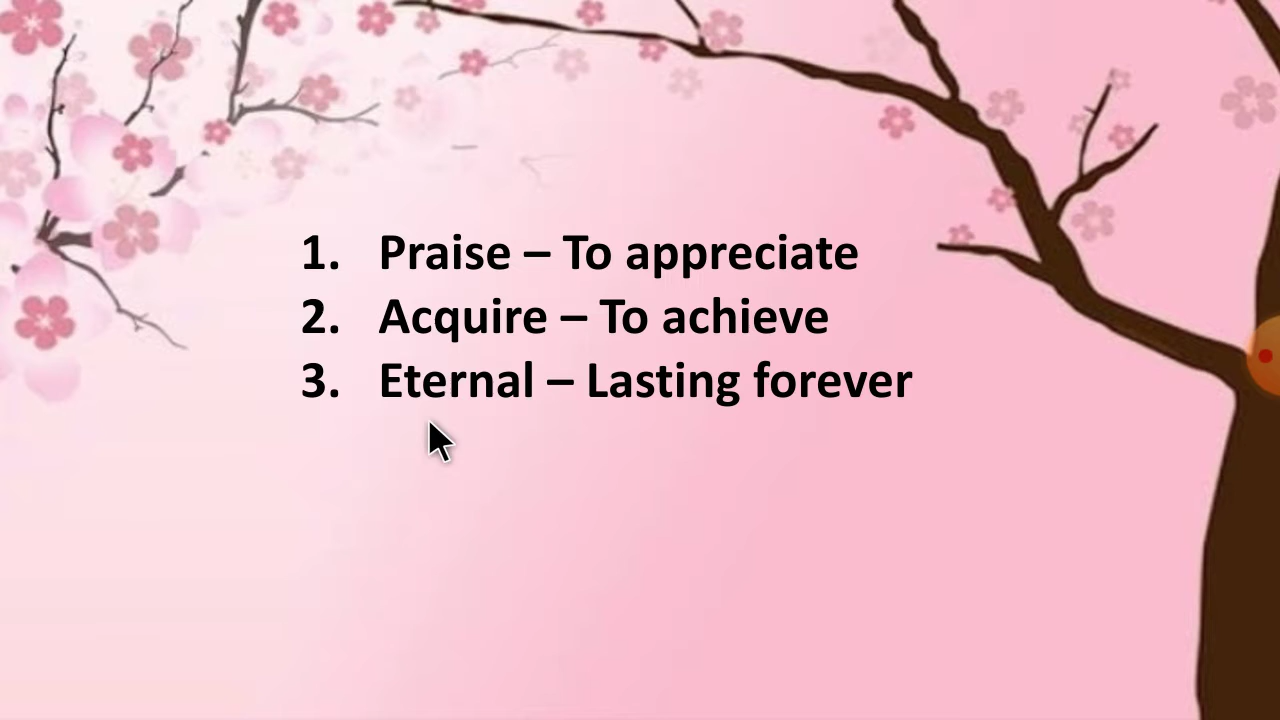 1. Praise – To appreciate
2. Acquire – To achieve
3. Eternal – Lasting forever